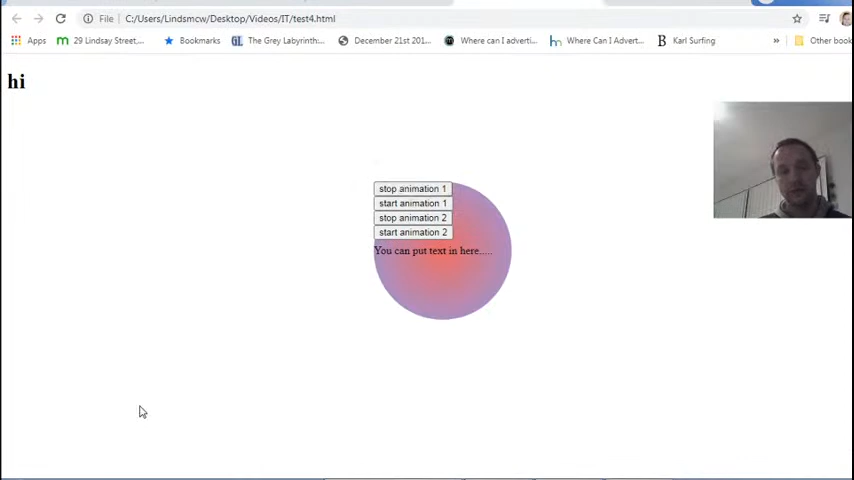 File
C:/Users/Lindsmcw/Desktop/Videos/IT/test4.html
Apps
29 Lindsay Street,...
Bookmarks
The Grey Labyrinth:...
December 21st 201...
Where can I adverti...
Where Can I Advert...
Karl Surfing
»
Other book
hi
stop animation 1
start animation 1
stop animation 2
start animation 2
You can put text in here.....